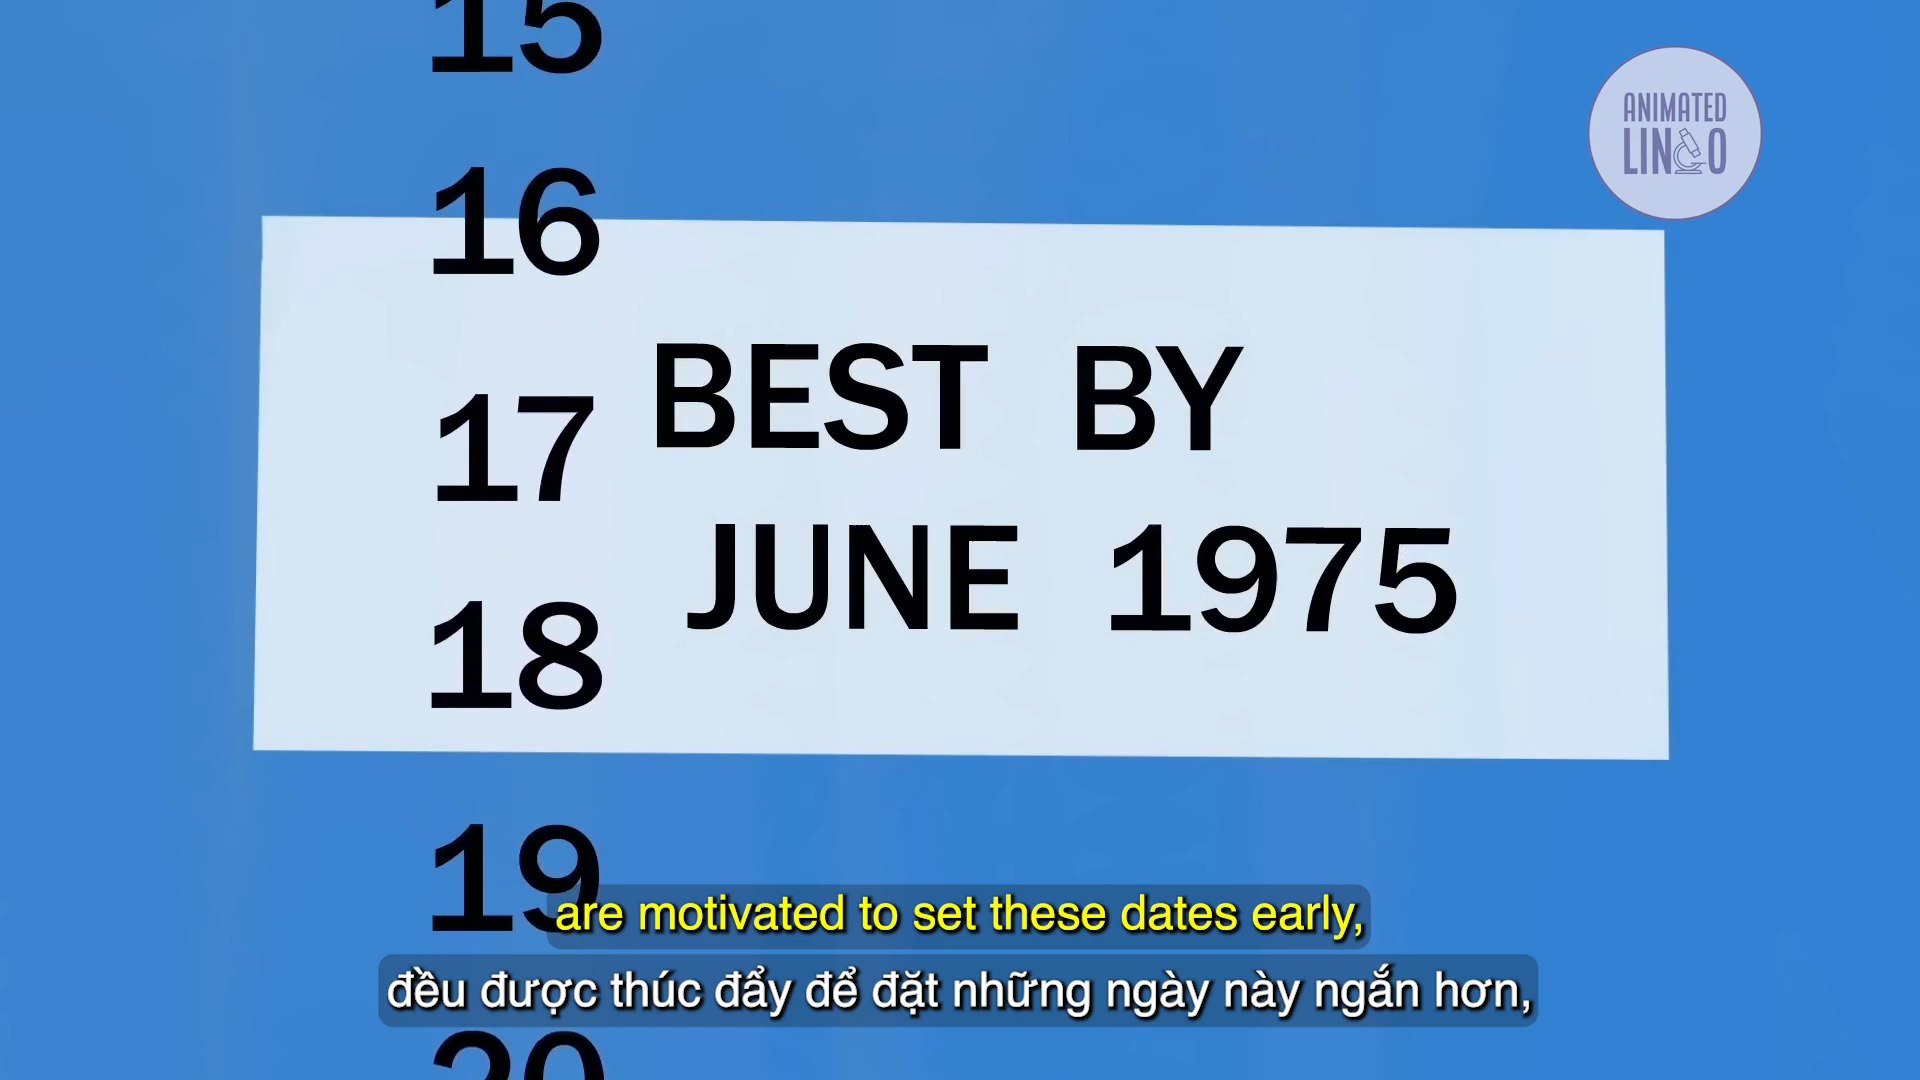 15
ANIMATED
LINGO
16
BEST BY
17
JUNE 1975
18
19
are motivated to set these dates early,
đều được thúc đẩy để đặt những ngày này ngắn hơn,
20